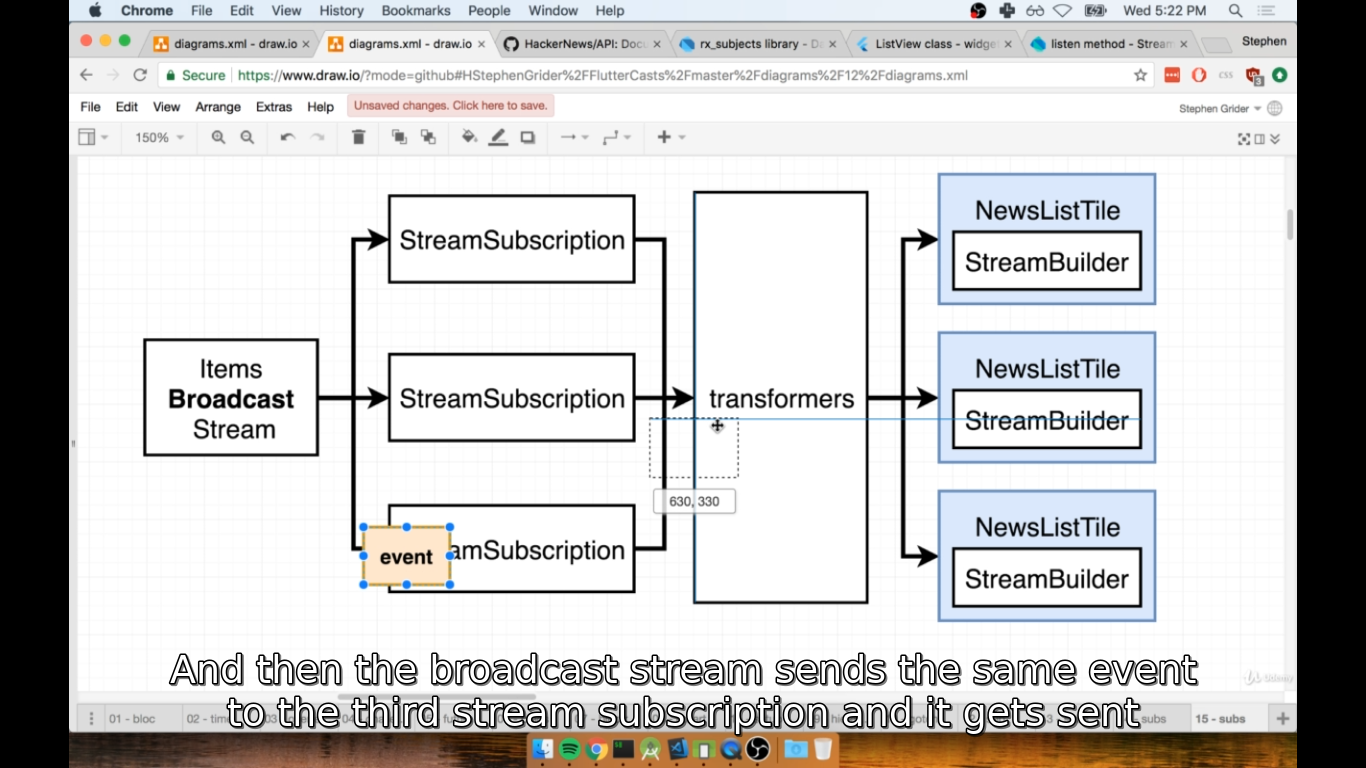 Chrome File Edit View History Bookmarks People Window Help Wed 5:22 PM
diagrams.xml - draw.io diagrams.xml - draw.io HackerNews/API: Docu rx_subjects library - D ListView class - widge listen method - Stream Stephen
Secure https://www.draw.io/?mode=github#HStephenGrider%2FFlutterCasts%2Fmaster%2Fdiagrams%2F12%2Fdiagrams.xml
File Edit View Arrange Extras Help Unsaved changes. Click here to save. Stephen Grider
150%
StreamSubscription
NewsListTile
StreamBuilder
Items
Broadcast
Stream
StreamSubscription
transformers
NewsListTile
StreamBuilder
630, 330
event
amSubscription
NewsListTile
StreamBuilder
And then the broadcast stream sends the same event
to the third stream subscription and it gets sent
Udemy
01 - bloc 02 - tim subs 15 - subs